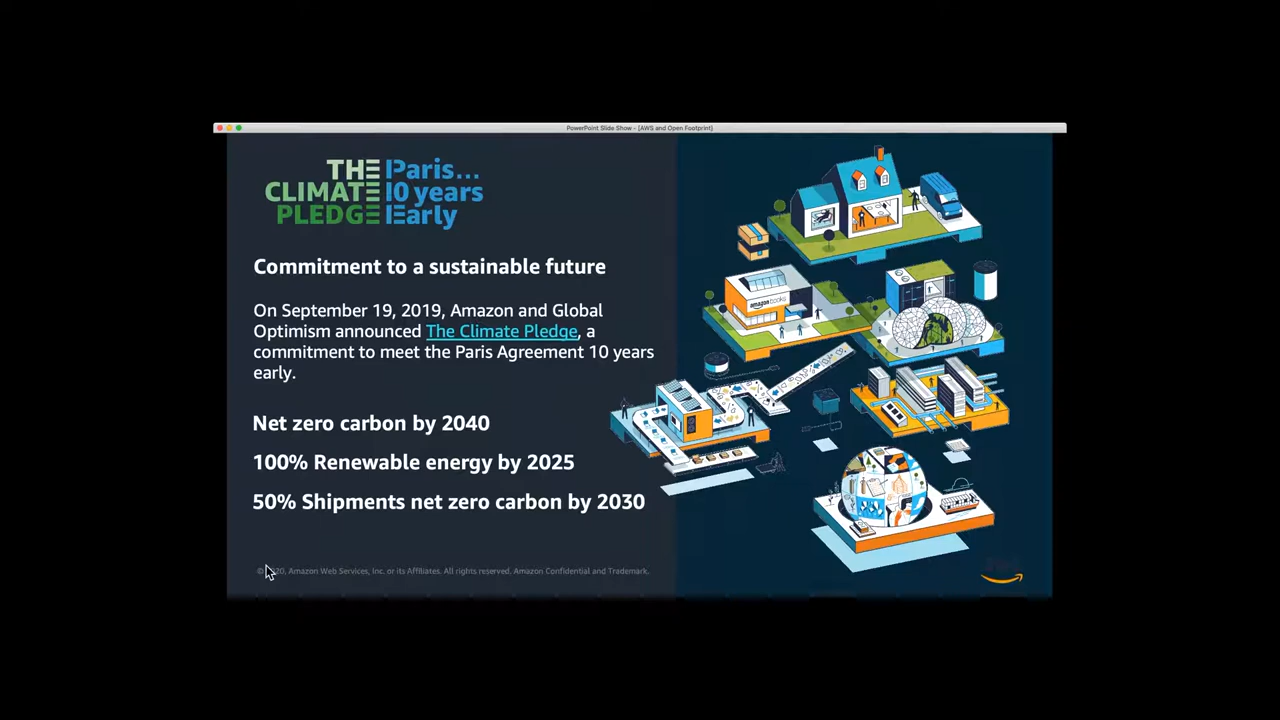 PowerPoint Slide Show - [AWS and Open Footprint]
THE Paris...
CLIMATE 10 years
PLEDGE Early
Commitment to a sustainable future
On September 19, 2019, Amazon and Global
Optimism announced The Climate Pledge, a
commitment to meet the Paris Agreement 10 years
early.
amazon books
Net zero carbon by 2040
100% Renewable energy by 2025
50% Shipments net zero carbon by 2030
Amazon Web Services, Inc. or its Affiliates. All rights reserved. Amazon Confidential and Trademark.